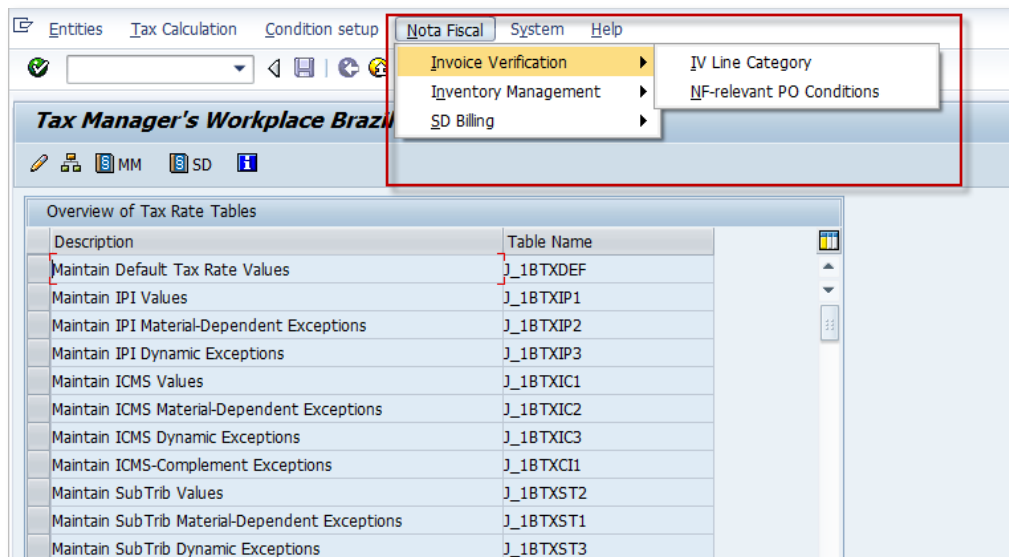 Entities Tax Calculation Condition setup Nota Fiscal System Help
Invoice Verification IV Line Category
Inventory Management NF-relevant PO Conditions
SD Billing
Tax Manager's Workplace Brazil
MM SD
Overview of Tax Rate Tables
Description Table Name
Maintain Default Tax Rate Values J_1BTXDEF
Maintain IPI Values J_1BTXIP1
Maintain IPI Material-Dependent Exceptions J_1BTXIP2
Maintain IPI Dynamic Exceptions J_1BTXIP3
Maintain ICMS Values J_1BTXIC1
Maintain ICMS Material-Dependent Exceptions J_1BTXIC2
Maintain ICMS Dynamic Exceptions J_1BTXIC3
Maintain ICMS-Complement Exceptions J_1BTXCI1
Maintain SubTrib Values J_1BTXST2
Maintain SubTrib Material-Dependent Exceptions J_1BTXST1
Maintain SubTrib Dynamic Exceptions J_1BTXST3